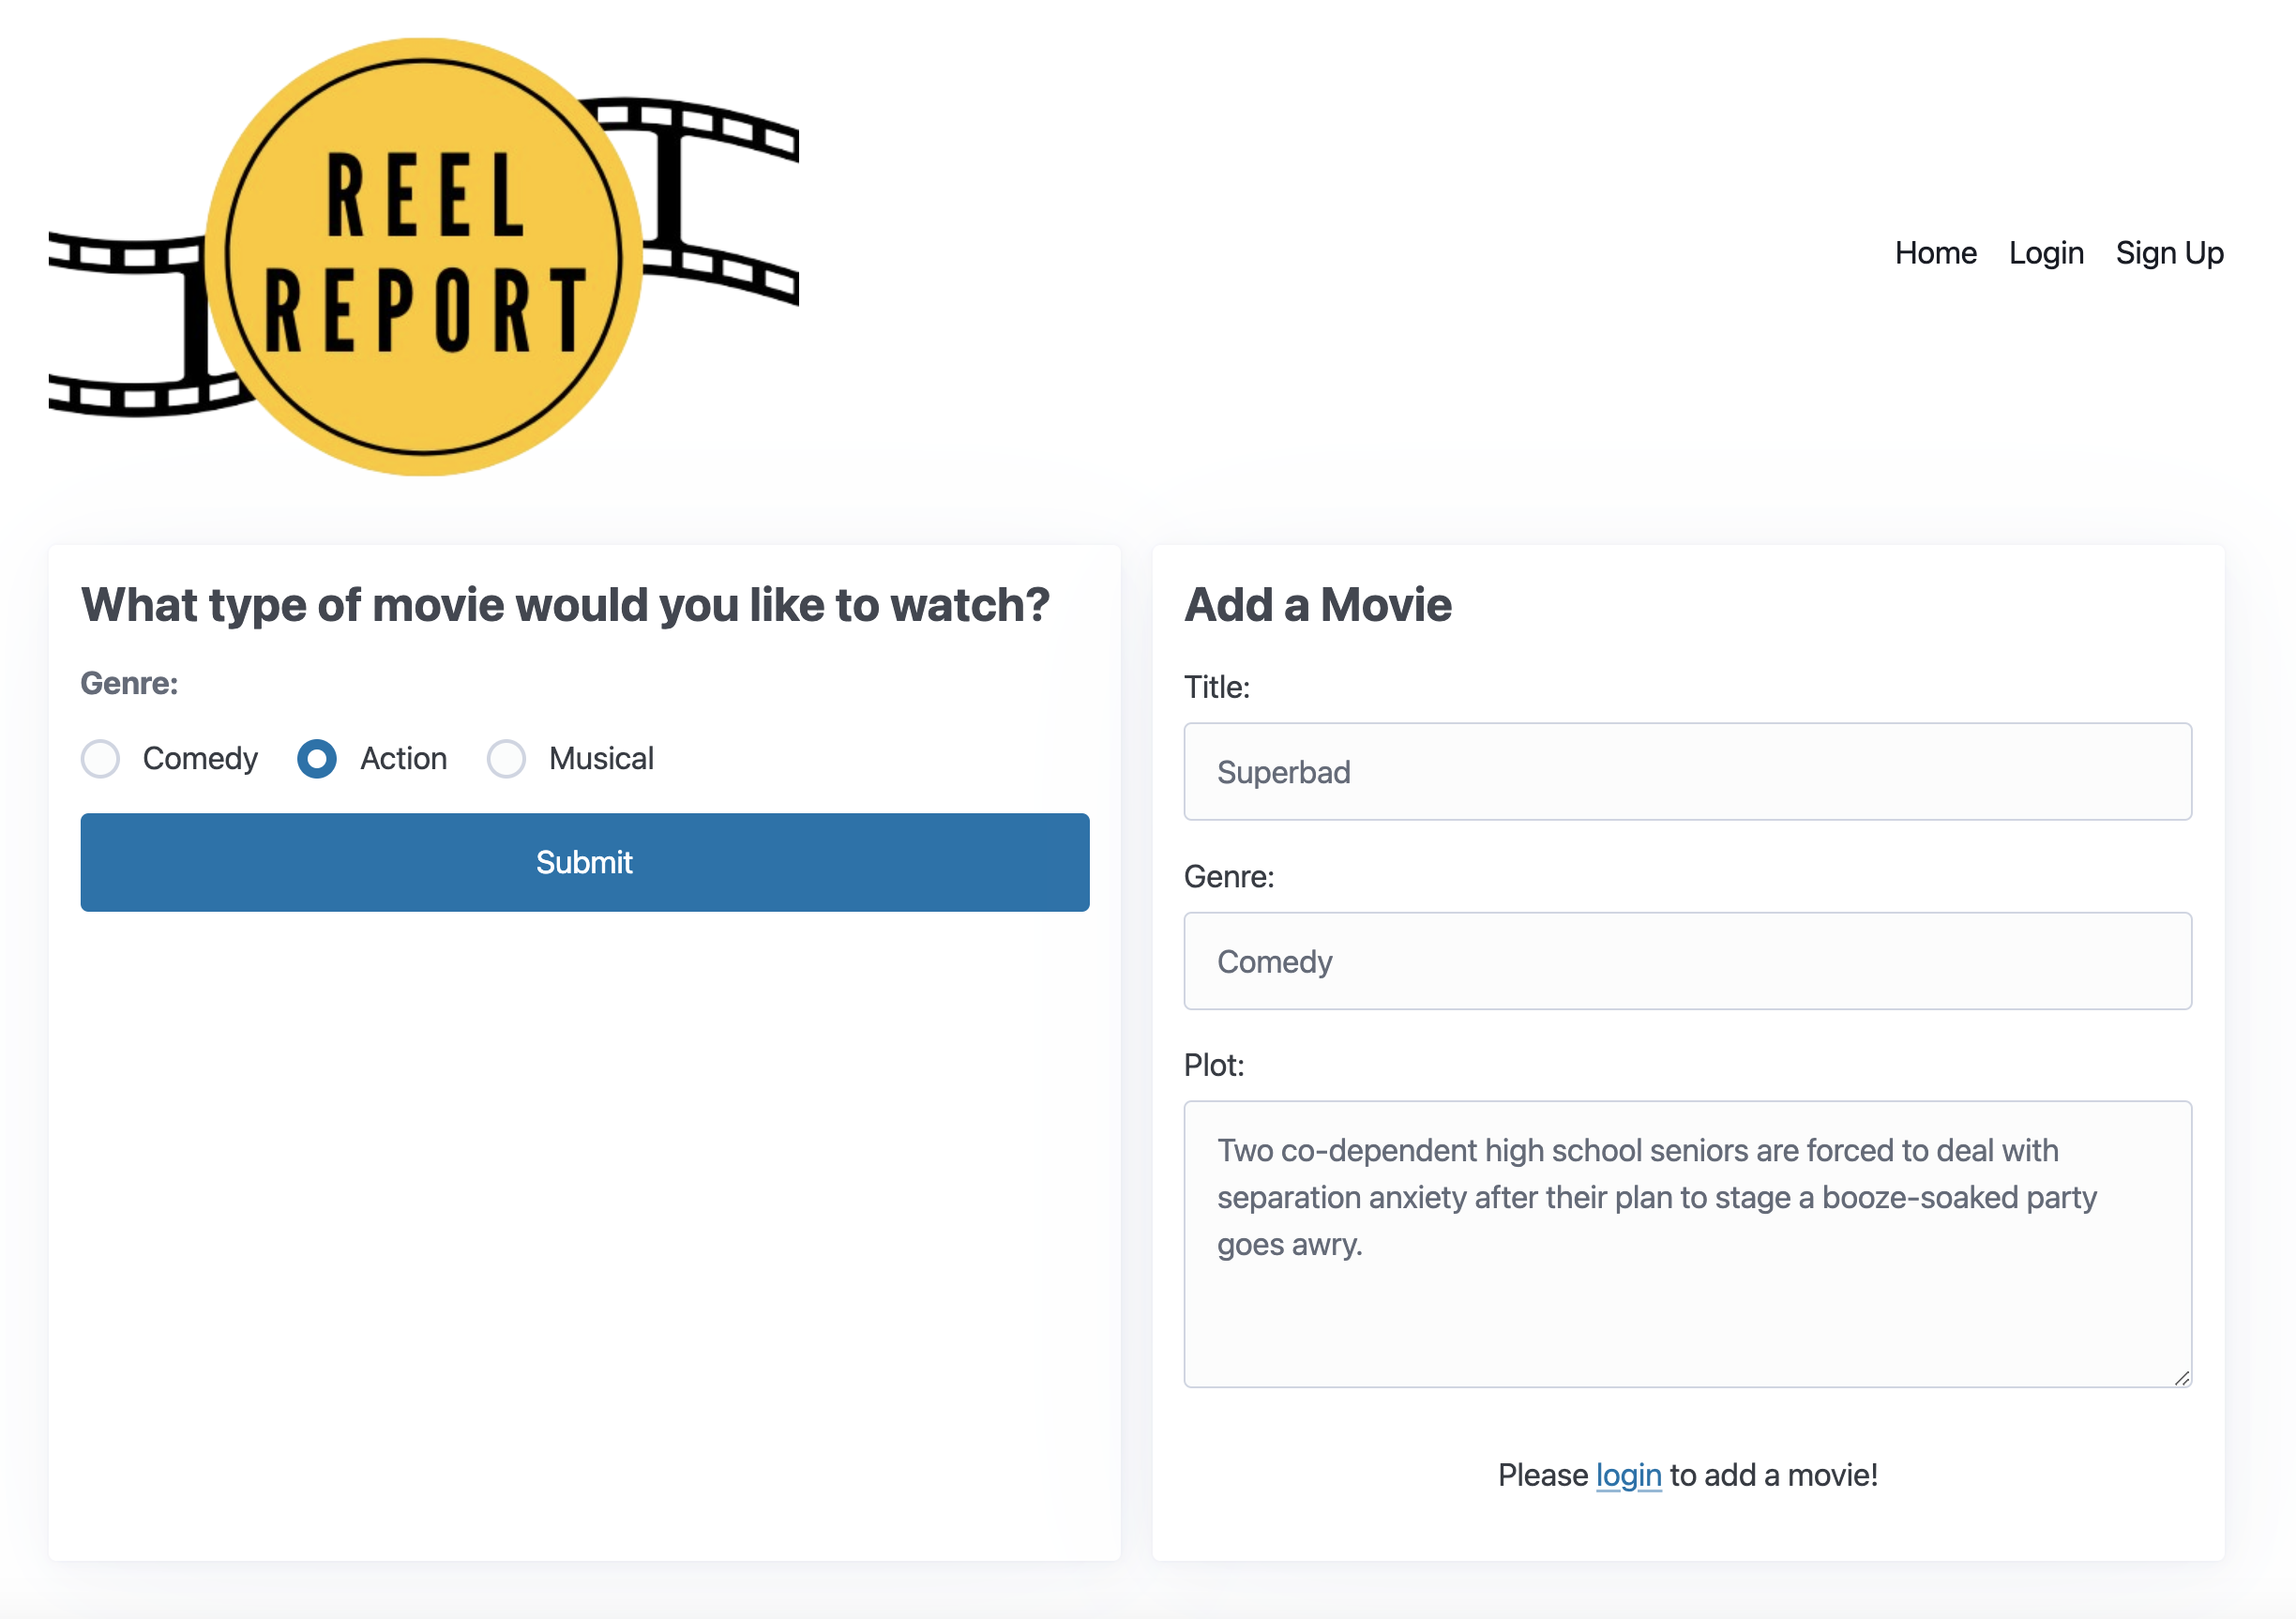 REEL
REPORT
Home Login Sign Up
What type of movie would you like to watch?
Genre:
Comedy Action Musical
Submit
Add a Movie
Title:
Superbad
Genre:
Comedy
Plot:
Two co-dependent high school seniors are forced to deal with
separation anxiety after their plan to stage a booze-soaked party
goes awry.
Please login to add a movie!